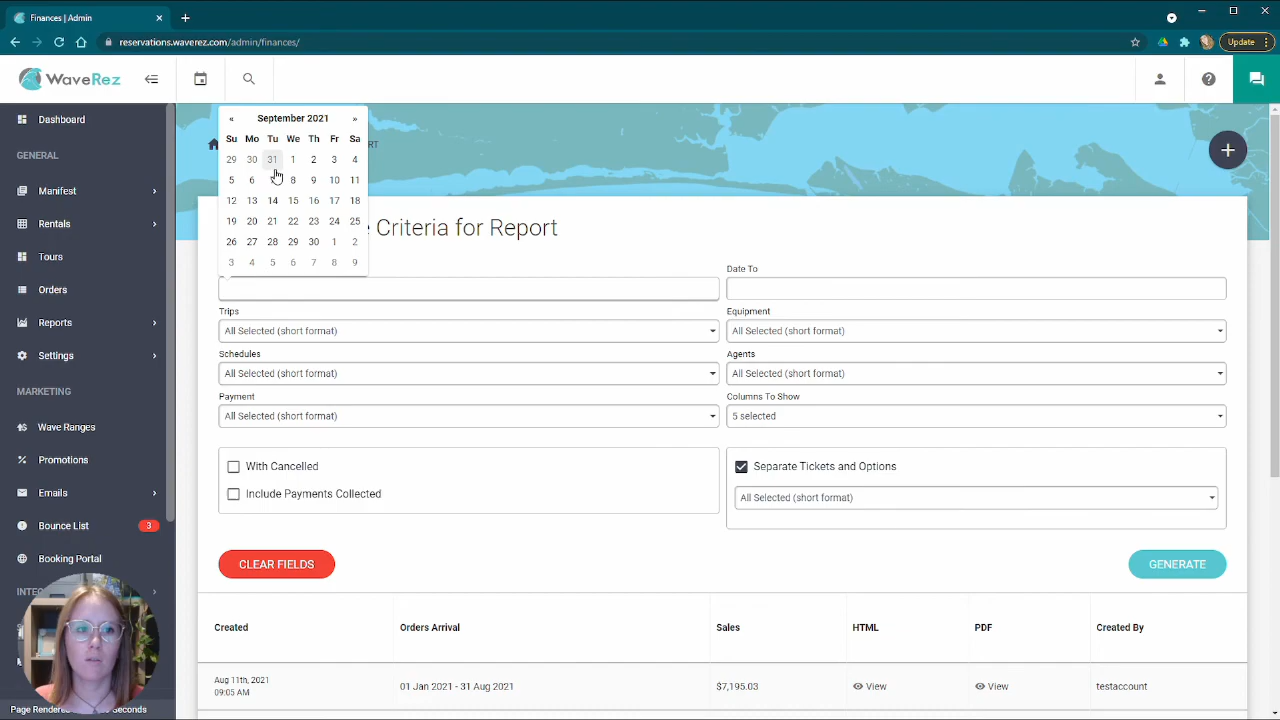 Finances | Admin
reservations.waverez.com/admin/finances/
Update
WaveRez
Dashboard
GENERAL
Manifest
Rentals
Tours
Orders
Reports
Settings
MARKETING
Wave Ranges
Promotions
Emails
Bounce List 3
Booking Portal
« September 2021 »
Su Mo Tu We Th Fr Sa
29 30 31 1 2 3 4
5 6 8 9 10 11
12 13 14 15 16 17 18
19 20 21 22 23 24 25
26 27 28 29 30 1 2
3 4 5 6 7 8 9
Criteria for Report
Date To
Trips
All Selected (short format)
Equipment
All Selected (short format)
Schedules
All Selected (short format)
Agents
All Selected (short format)
Payment
All Selected (short format)
Columns To Show
5 selected
With Cancelled
Include Payments Collected
Separate Tickets and Options
All Selected (short format)
CLEAR FIELDS
GENERATE
Created Orders Arrival Sales HTML PDF Created By
Aug 11th, 2021
09:05 AM
01 Jan 2021 - 31 Aug 2021 $7,195.03 View View testaccount
Page Rendered